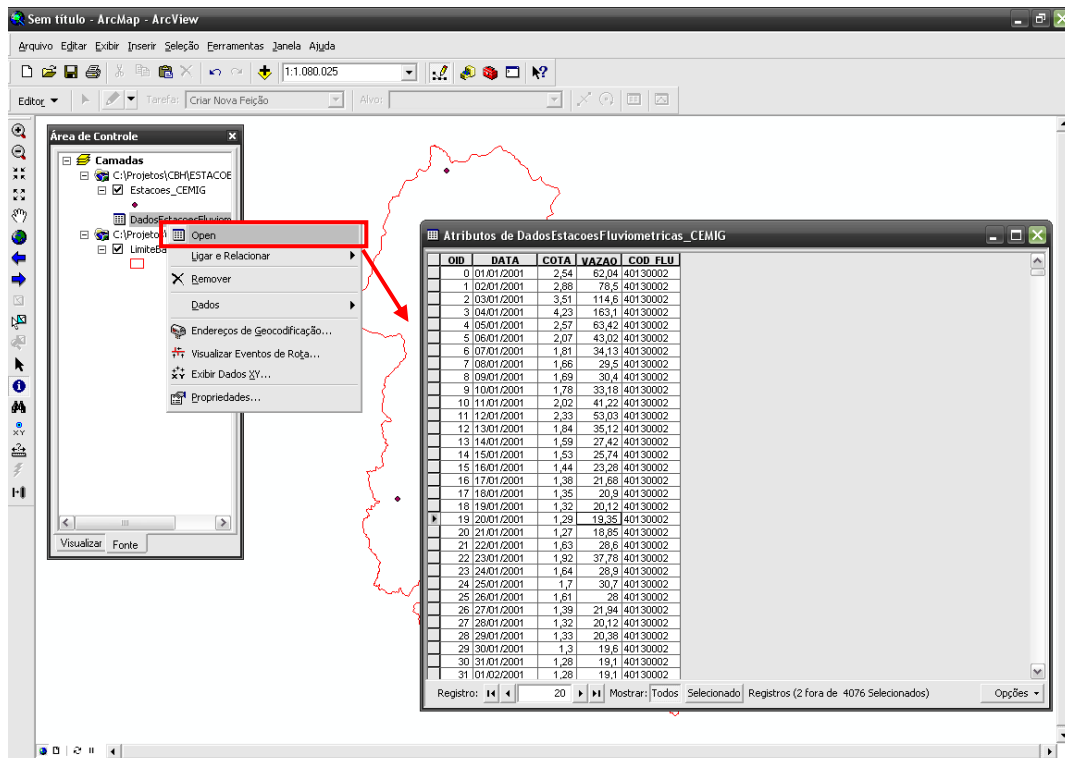 Sem título - ArcMap - ArcView
Arquivo Editar Exibir Inserir Seleção Ferramentas Janela Ajuda
1:1.080.025
Editor Tarefa: Criar Nova Feição Alvo:
Área de Controle
Camadas
C:\Projetos\CBH\ESTACOE
Estacoes_CEMIG
DadosEstacoesFluviom
C:\Projeto
LimiteBa
Open
Ligar e Relacionar
Remover
Dados
Endereços de Geocodificação...
Visualizar Eventos de Rota...
Exibir Dados XY...
Propriedades...
Visualizar Fonte
Atributos de DadosEstacoesFluviometricas_CEMIG
OID DATA COTA VAZAO COD_FLU
0 01/01/2001 2,54 62,04 40130002
1 02/01/2001 2,88 78,5 40130002
2 03/01/2001 3,51 114,6 40130002
3 04/01/2001 4,23 163,1 40130002
4 05/01/2001 2,57 63,42 40130002
5 06/01/2001 2,07 43,02 40130002
6 07/01/2001 1,81 34,13 40130002
7 08/01/2001 1,66 29,5 40130002
8 09/01/2001 1,69 30,4 40130002
9 10/01/2001 1,78 33,18 40130002
10 11/01/2001 2,02 41,22 40130002
11 12/01/2001 2,33 53,03 40130002
12 13/01/2001 1,84 35,12 40130002
13 14/01/2001 1,59 27,42 40130002
14 15/01/2001 1,53 25,74 40130002
15 16/01/2001 1,44 23,28 40130002
16 17/01/2001 1,38 21,68 40130002
17 18/01/2001 1,35 20,9 40130002
18 19/01/2001 1,32 20,12 40130002
19 20/01/2001 1,29 19,35 40130002
20 21/01/2001 1,27 18,85 40130002
21 22/01/2001 1,63 28,6 40130002
22 23/01/2001 1,92 37,78 40130002
23 24/01/2001 1,64 28,9 40130002
24 25/01/2001 1,7 30,7 40130002
25 26/01/2001 1,61 28 40130002
26 27/01/2001 1,39 21,94 40130002
27 28/01/2001 1,32 20,12 40130002
28 29/01/2001 1,33 20,38 40130002
29 30/01/2001 1,3 19,6 40130002
30 31/01/2001 1,28 19,1 40130002
31 01/02/2001 1,28 19,1 40130002
Registro: 20 Mostrar: Todos Selecionado Registros (2 fora de 4076 Selecionados) Opções